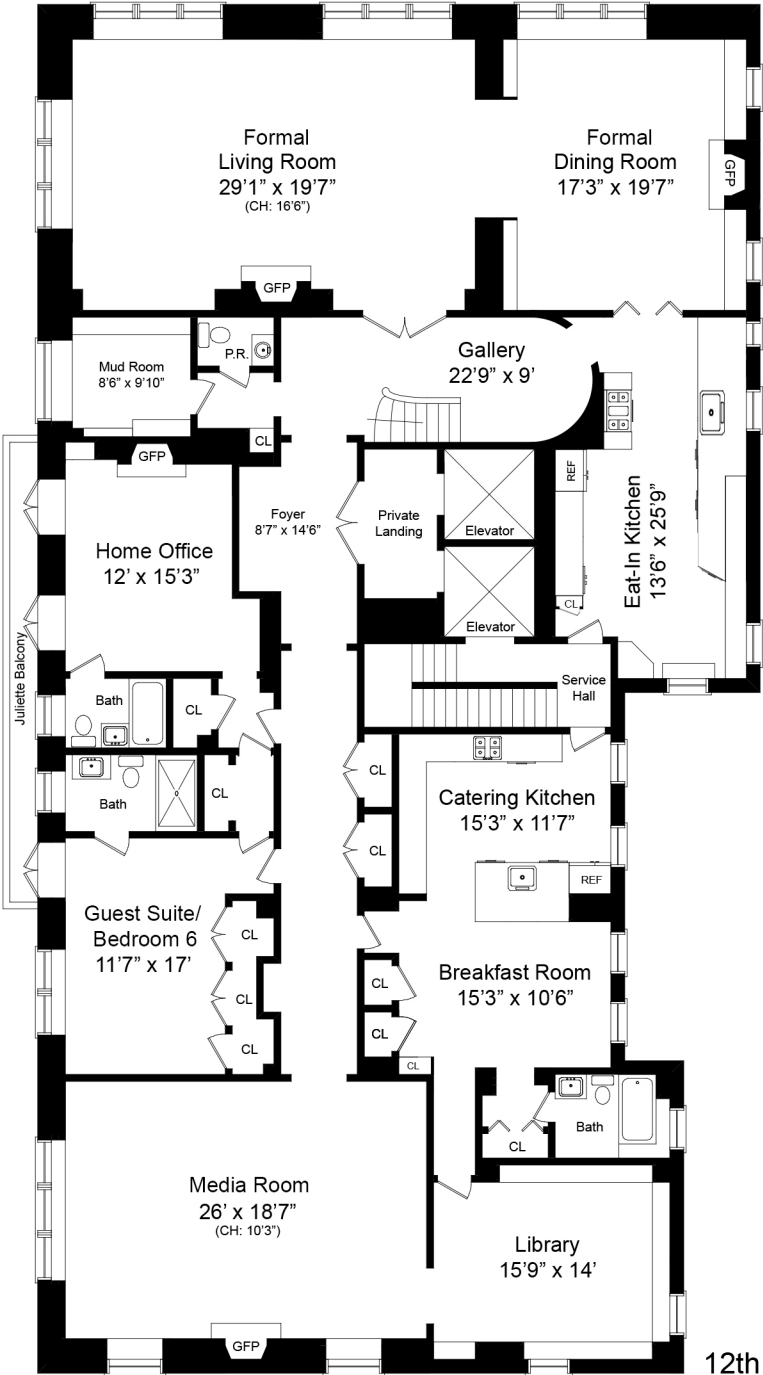 Formal
Living Room
29'1" x 19'7"
(CH: 16'6")
Formal
Dining Room
17'3" x 19'7"
GFP
GFP
Mud Room
8'6" x 9'10"
P.R.
CL
Gallery
22'9" x 9'
GFP
Home Office
12' x 15'3"
Foyer
8'7" x 14'6"
Private
Landing
Elevator
Elevator
REF
CL
Eat-In Kitchen
13'6" x 25'9"
Juliette Balcony
Bath
CL
Service
Hall
Bath
CL
CL
CL
Catering Kitchen
15'3" x 11'7"
REF
Guest Suite/
Bedroom 6
11'7" x 17'
CL
CL
CL
Breakfast Room
15'3" x 10'6"
CL
CL
CL
Bath
CL
Media Room
26' x 18'7"
(CH: 10'3")
GFP
Library
15'9" x 14'
12th